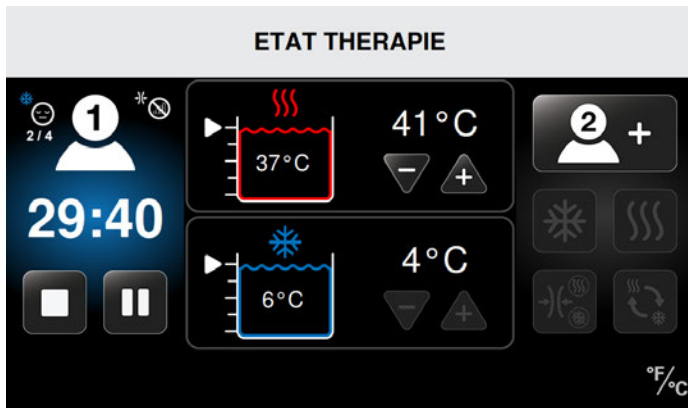 ETAT THERAPIE
1
2/4
29:40
37°C
41°C
- +
6°C
4°C
- +
2 +
°F/°C